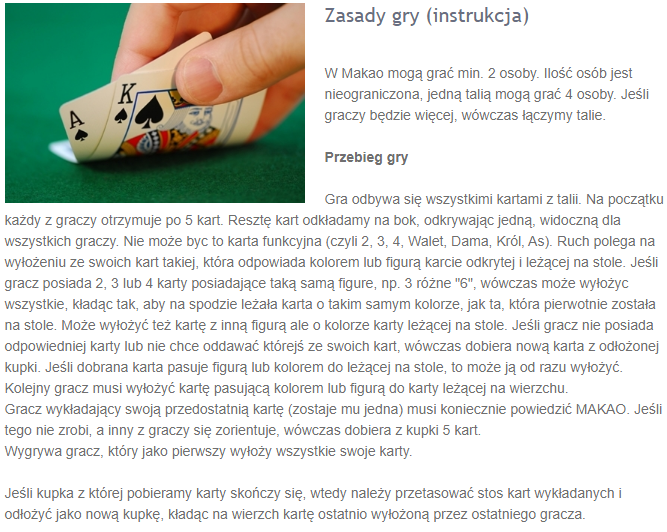 Zasady gry (instrukcja)
W Makao mogą grać min. 2 osoby. Ilość osób jest
nieograniczona, jedną talią mogą grać 4 osoby. Jeśli
graczy będzie więcej, wówczas łączymy talie.
Przebieg gry
Gra odbywa się wszystkimi kartami z talii. Na początku
każdy z graczy otrzymuje po 5 kart. Resztę kart odkładamy na bok, odkrywając jedną, widoczną dla
wszystkich graczy. Nie może byc to karta funkcyjna (czyli 2, 3, 4, Walet, Dama, Król, As). Ruch polega na
wyłożeniu ze swoich kart takiej, która odpowiada kolorem lub figurą karcie odkrytej i leżącej na stole. Jeśli
gracz posiada 2, 3 lub 4 karty posiadające taką samą figure, np. 3 różne "6", wówczas może wyłożyc
wszystkie, kładąc tak, aby na spodzie leżała karta o takim samym kolorze, jak ta, która pierwotnie została
na stole. Może wyłożyć też kartę z inną figurą ale o kolorze karty leżącej na stole. Jeśli gracz nie posiada
odpowiedniej karty lub nie chce oddawać którejś ze swoich kart, wówczas dobiera nową karta z odłożonej
kupki. Jeśli dobrana karta pasuje figurą lub kolorem do leżącej na stole, to może ją od razu wyłożyć.
Kolejny gracz musi wyłożyć kartę pasującą kolorem lub figurą do karty leżącej na wierzchu.
Gracz wykładający swoją przedostatnią kartę (zostaje mu jedna) musi koniecznie powiedzić MAKAO. Jeśli
tego nie zrobi, a inny z graczy się zorientuje, wówczas dobiera z kupki 5 kart.
Wygrywa gracz, który jako pierwszy wyłoży wszystkie swoje karty.
Jeśli kupka z której pobieramy karty skończy się, wtedy należy przetasować stos kart wykładanych i
odłożyć jako nową kupkę, kładąc na wierzch kartę ostatnio wyłożoną przez ostatniego gracza.
A
K